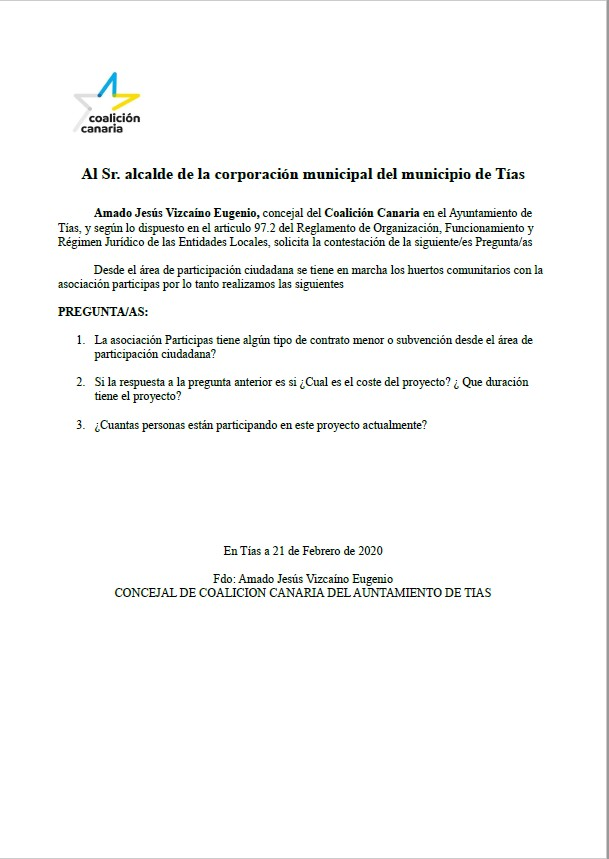 coalición
canaria
Al Sr. alcalde de la corporación municipal del municipio de Tías
Amado Jesús Vizcaíno Eugenio, concejal del Coalición Canaria en el Ayuntamiento de
Tías, y según lo dispuesto en el articulo 97.2 del Reglamento de Organización, Funcionamiento y
Régimen Jurídico de las Entidades Locales, solicita la contestación de la siguiente/es Pregunta/as
Desde el área de participación ciudadana se tiene en marcha los huertos comunitarios con la
asociación participas por lo tanto realizamos las siguientes
PREGUNTA/AS:
1. La asociación Participas tiene algún tipo de contrato menor o subvención desde el área de
participación ciudadana?
2. Si la respuesta a la pregunta anterior es si ¿Cual es el coste del proyecto? ¿ Que duración
tiene el proyecto?
3. ¿Cuantas personas están participando en este proyecto actualmente?
En Tías a 21 de Febrero de 2020
Fdo: Amado Jesús Vizcaíno Eugenio
CONCEJAL DE COALICION CANARIA DEL AUNTAMIENTO DE TIAS